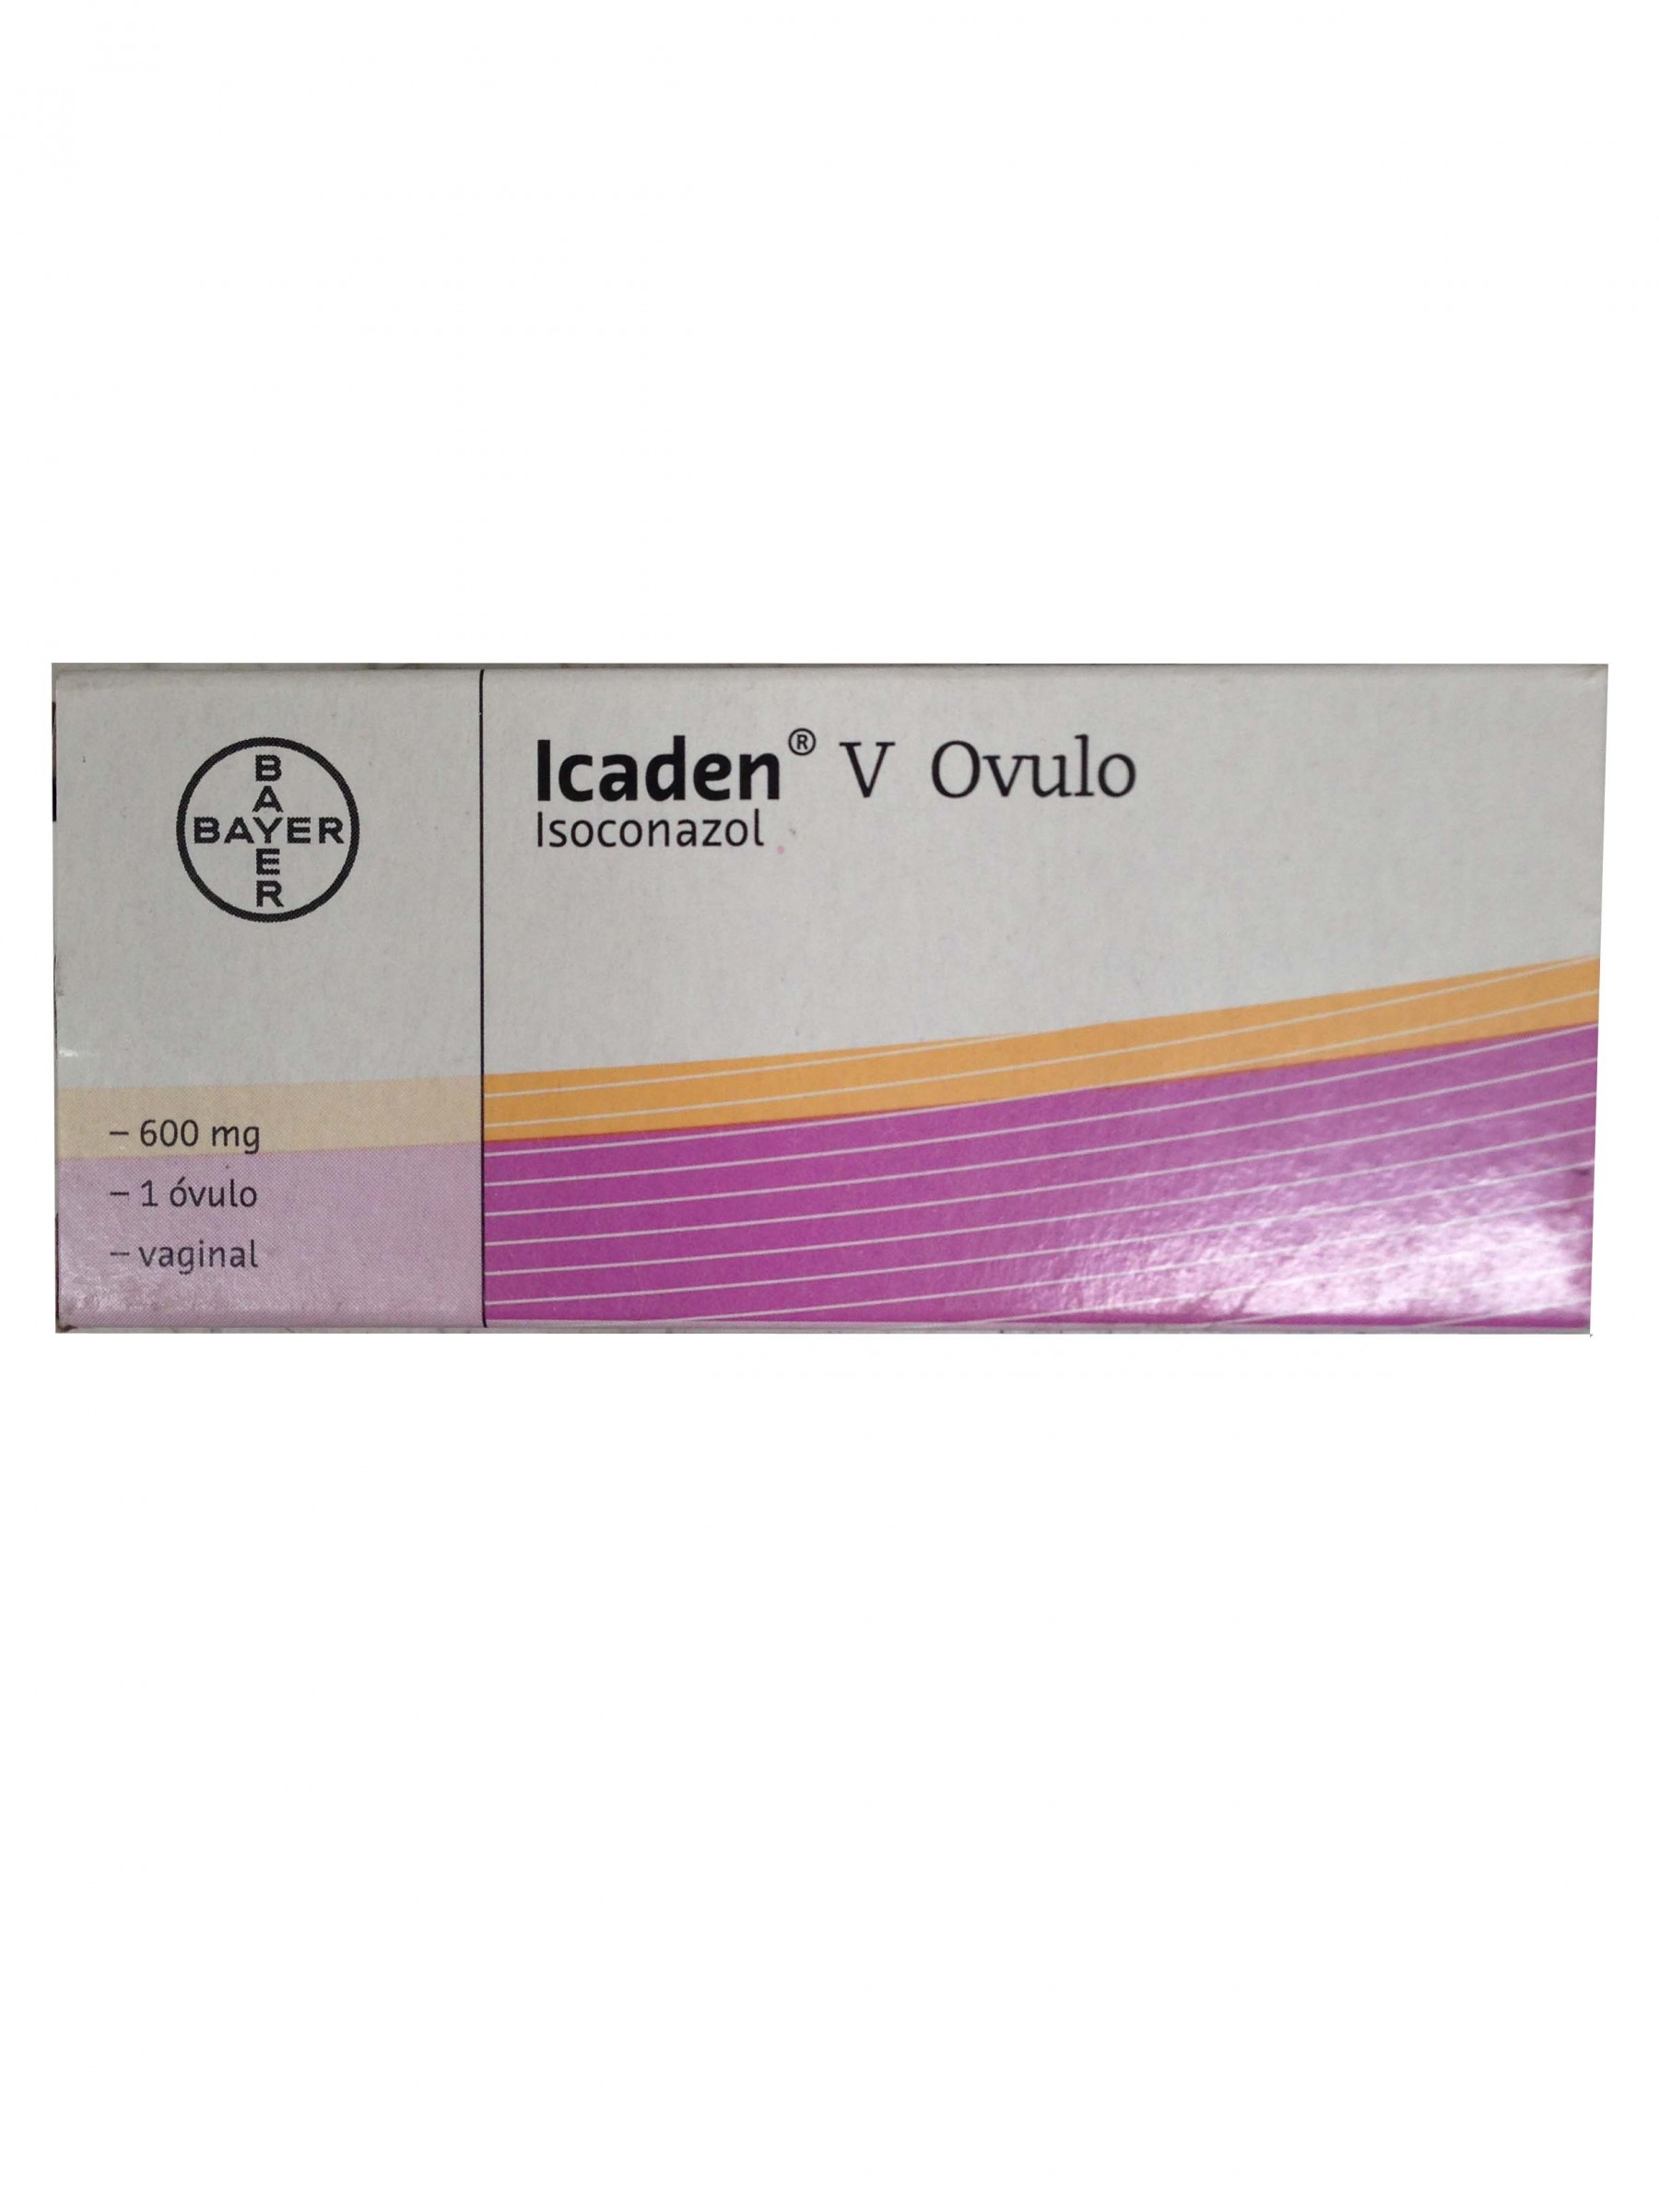 BAYER
BAYER
Icaden® V Ovulo
Isoconazol
– 600 mg
– 1 óvulo
– vaginal